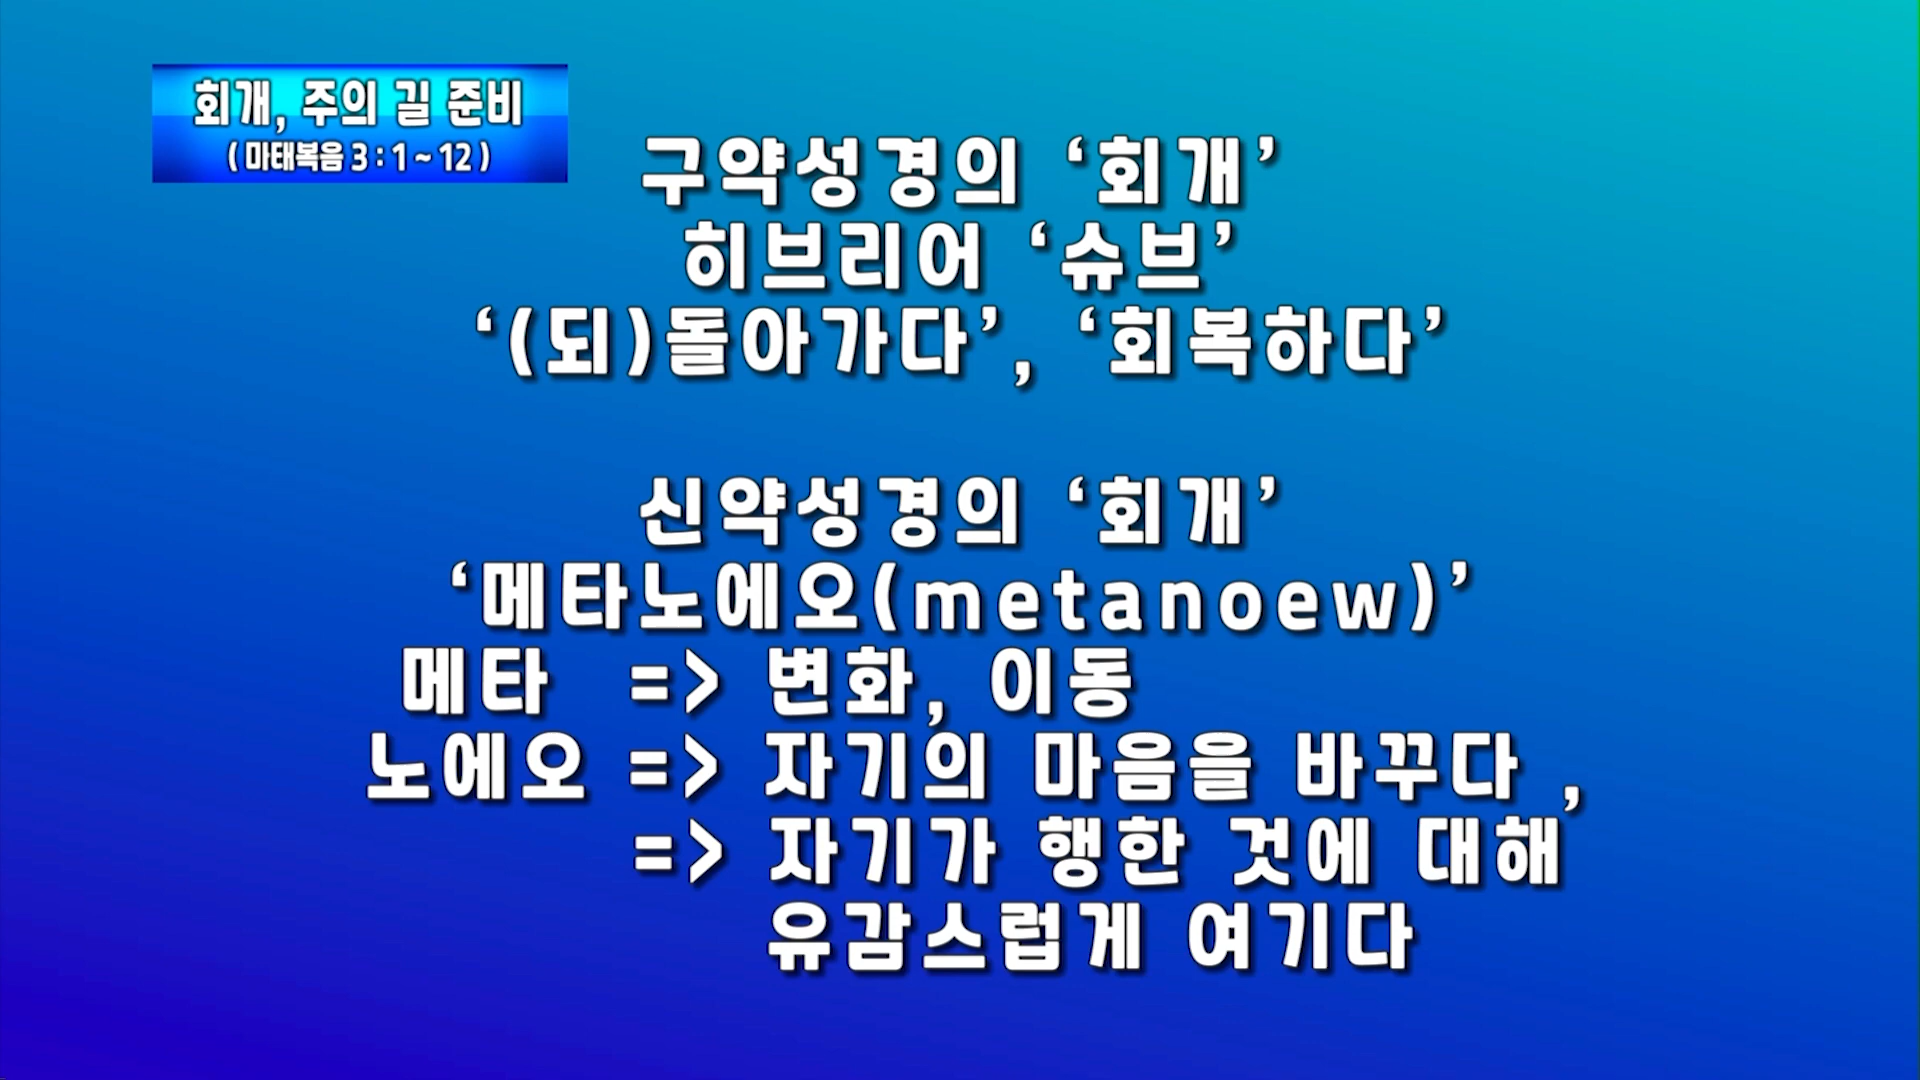 회개, 주의 길 준비
( 마태복음 3 : 1 ~ 12 )
구약성경의 ‘회개’
히브리어 ‘슈브’
‘(되)돌아가다’, ‘회복하다’
신약성경의 ‘회개’
‘메타노에오(metanoew)’
메타 => 변화, 이동
노에오 => 자기의 마음을 바꾸다 ,
=> 자기가 행한 것에 대해
유감스럽게 여기다